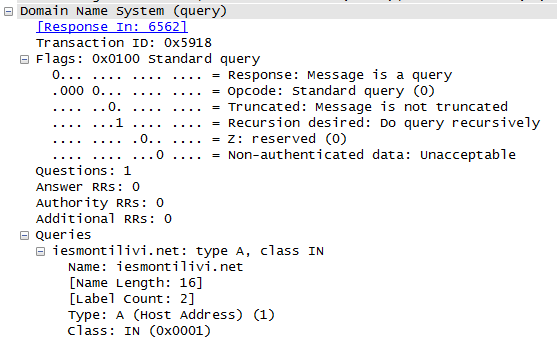 Domain Name System (query)
[Response In: 6562]
Transaction ID: 0x5918
Flags: 0x0100 Standard query
0... .... .... .... = Response: Message is a query
.000 0... .... .... = Opcode: Standard query (0)
.... ..0. .... .... = Truncated: Message is not truncated
.... ...1 .... .... = Recursion desired: Do query recursively
.... .... .0.. .... = Z: reserved (0)
.... .... ...0 .... = Non-authenticated data: Unacceptable
Questions: 1
Answer RRs: 0
Authority RRs: 0
Additional RRs: 0
Queries
iesmontilivi.net: type A, class IN
Name: iesmontilivi.net
[Name Length: 16]
[Label Count: 2]
Type: A (Host Address) (1)
Class: IN (0x0001)